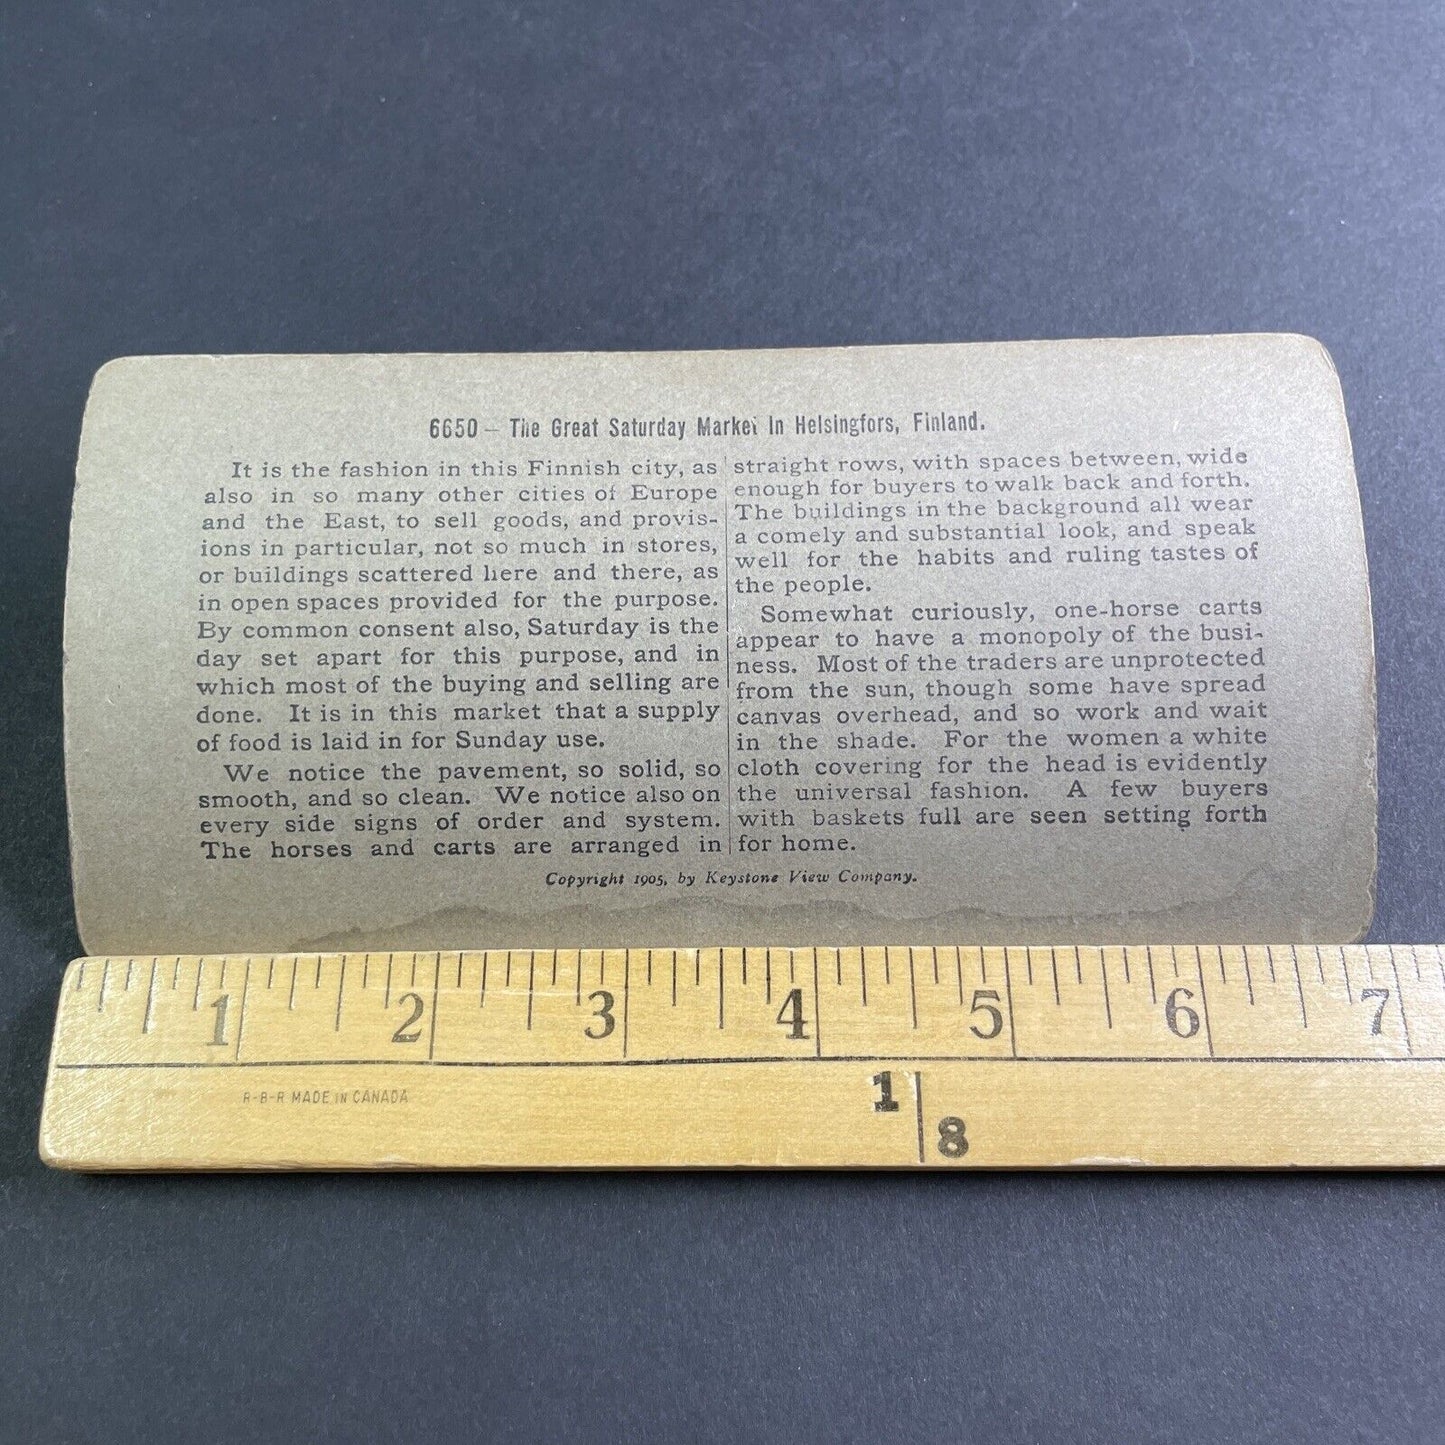 6650 – The Great Saturday Market In Helsingfors, Finland.
It is the fashion in this Finnish city, as
also in so many other cities of Europe
and the East, to sell goods, and provis-
ions in particular, not so much in stores,
or buildings scattered here and there, as
in open spaces provided for the purpose.
By common consent also, Saturday is the
day set apart for this purpose, and in
which most of the buying and selling are
done. It is in this market that a supply
of food is laid in for Sunday use.
We notice the pavement, so solid, so
smooth, and so clean. We notice also on
every side signs of order and system.
The horses and carts are arranged in
straight rows, with spaces between, wide
enough for buyers to walk back and forth.
The buildings in the background all wear
a comely and substantial look, and speak
well for the habits and ruling tastes of
the people.
Somewhat curiously, one-horse carts
appear to have a monopoly of the busi-
ness. Most of the traders are unprotected
from the sun, though some have spread
canvas overhead, and so work and wait
in the shade. For the women a white
cloth covering for the head is evidently
the universal fashion. A few buyers
with baskets full are seen setting forth
for home.
Copyright 1905, by Keystone View Company.
1 2 3 4 5 6 7
R-B-R MADE IN CANADA
1 8